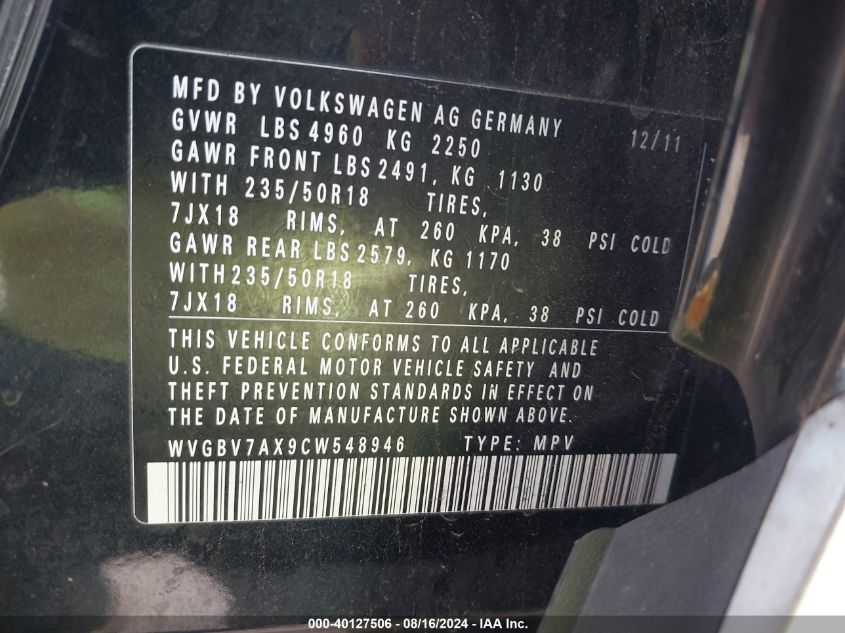 MFD BY VOLKSWAGEN AG GERMANY 12/11
GVWR LBS 4960 KG 2250
GAWR FRONT LBS 2491, KG 1130
WITH 235/50R18 TIRES,
7JX18 RIMS, AT 260 KPA, 38 PSI COLD
GAWR REAR LBS 2579, KG 1170
WITH 235/50R18 TIRES,
7JX18 RIMS, AT 260 KPA, 38 PSI COLD
THIS VEHICLE CONFORMS TO ALL APPLICABLE
U.S. FEDERAL MOTOR VEHICLE SAFETY AND
THEFT PREVENTION STANDARDS IN EFFECT ON
THE DATE OF MANUFACTURE SHOWN ABOVE.
WVGBV7AX9CW548946 TYPE: MPV
000-40127506 - 08/16/2024 - IAA Inc.